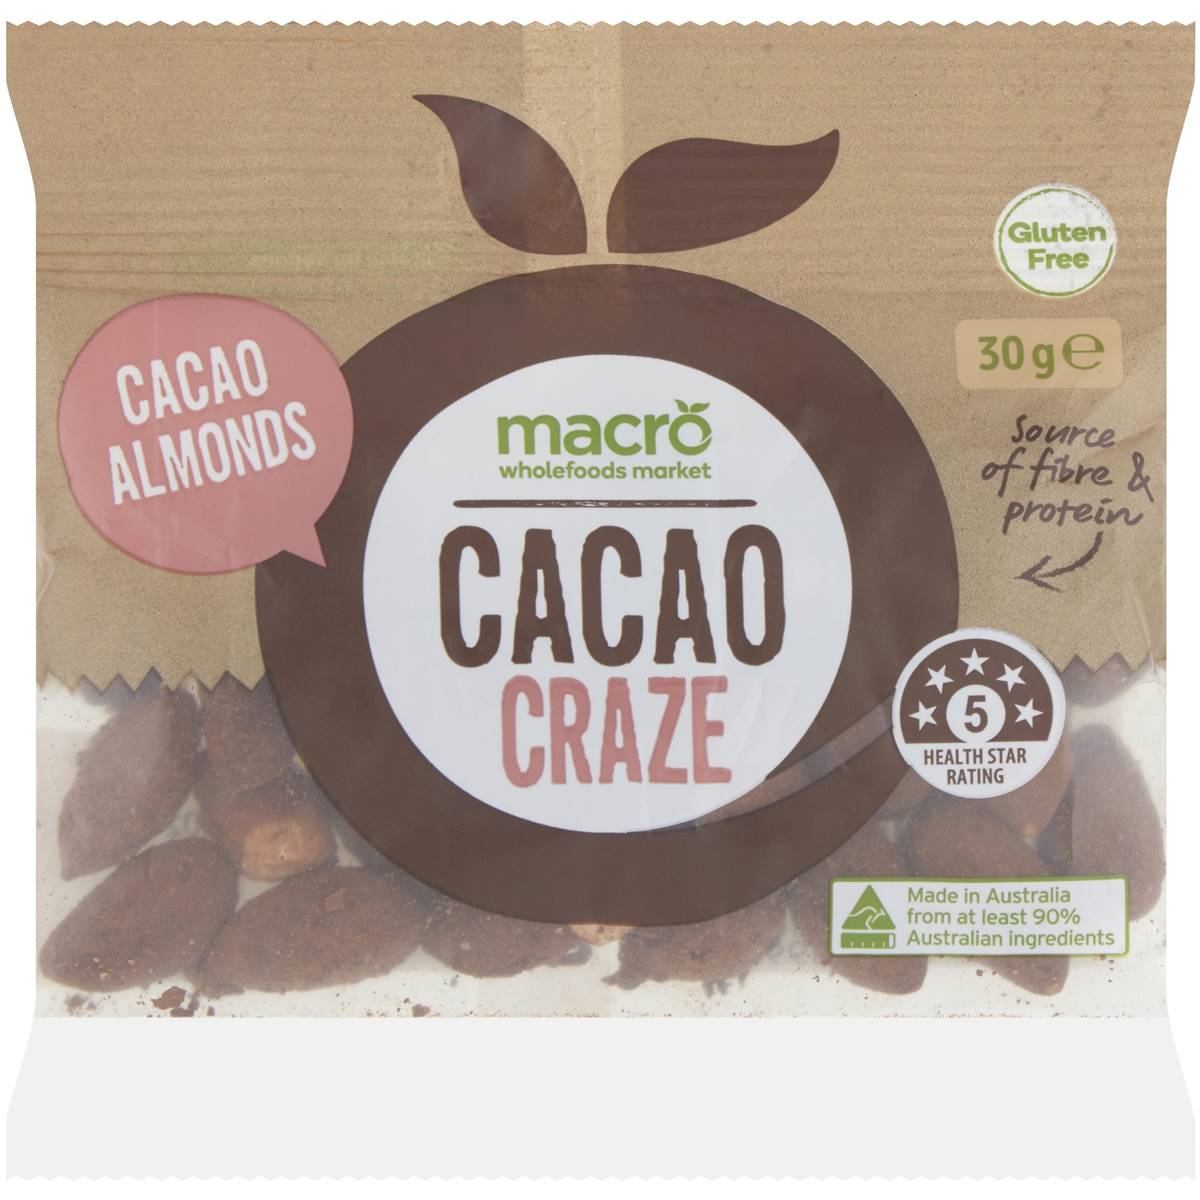 Gluten
Free
30g℮
Source
of fibre &
protein
CACAO
ALMONDS
macro
wholefoods market
CACAO
CRAZE
5
HEALTH STAR
RATING
Made in Australia
from at least 90%
Australian ingredients